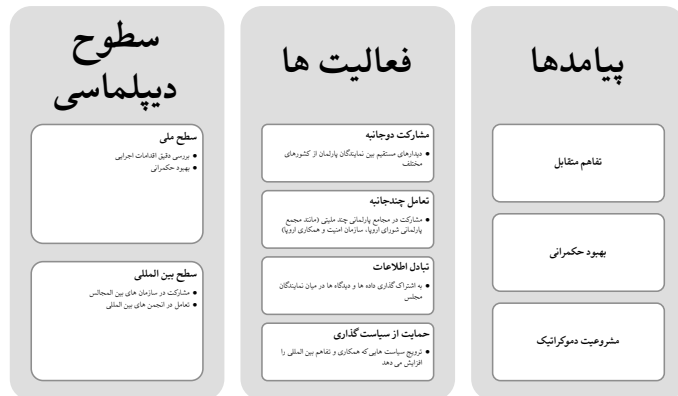 پیامدها
تفاهم متقابل
بهبود حکمرانی
مشروعیت دموکراتیک
فعالیت ها
مشارکت دوجانبه
● دیدارهای مستقیم بین نمایندگان پارلمان از کشورهای
مختلف
تعامل چندجانبه
● مشارکت در مجامع پارلمانی چند ملیتی (مانند مجمع
پارلمانی شورای اروپا، سازمان امنیت و همکاری اروپا)
تبادل اطلاعات
● به اشتراک گذاری داده ها و دیدگاه ها در میان نمایندگان
مجلس
حمایت از سیاست گذاری
● ترویج سیاست هایی که همکاری و تفاهم بین المللی را
افزایش می دهد
سطوح
دیپلماسی
سطح ملی
● بررسی دقیق اقدامات اجرایی
● بهبود حکمرانی
سطح بین المللی
● مشارکت در سازمان های بین المجالس
● تعامل در انجمن های بین المللی